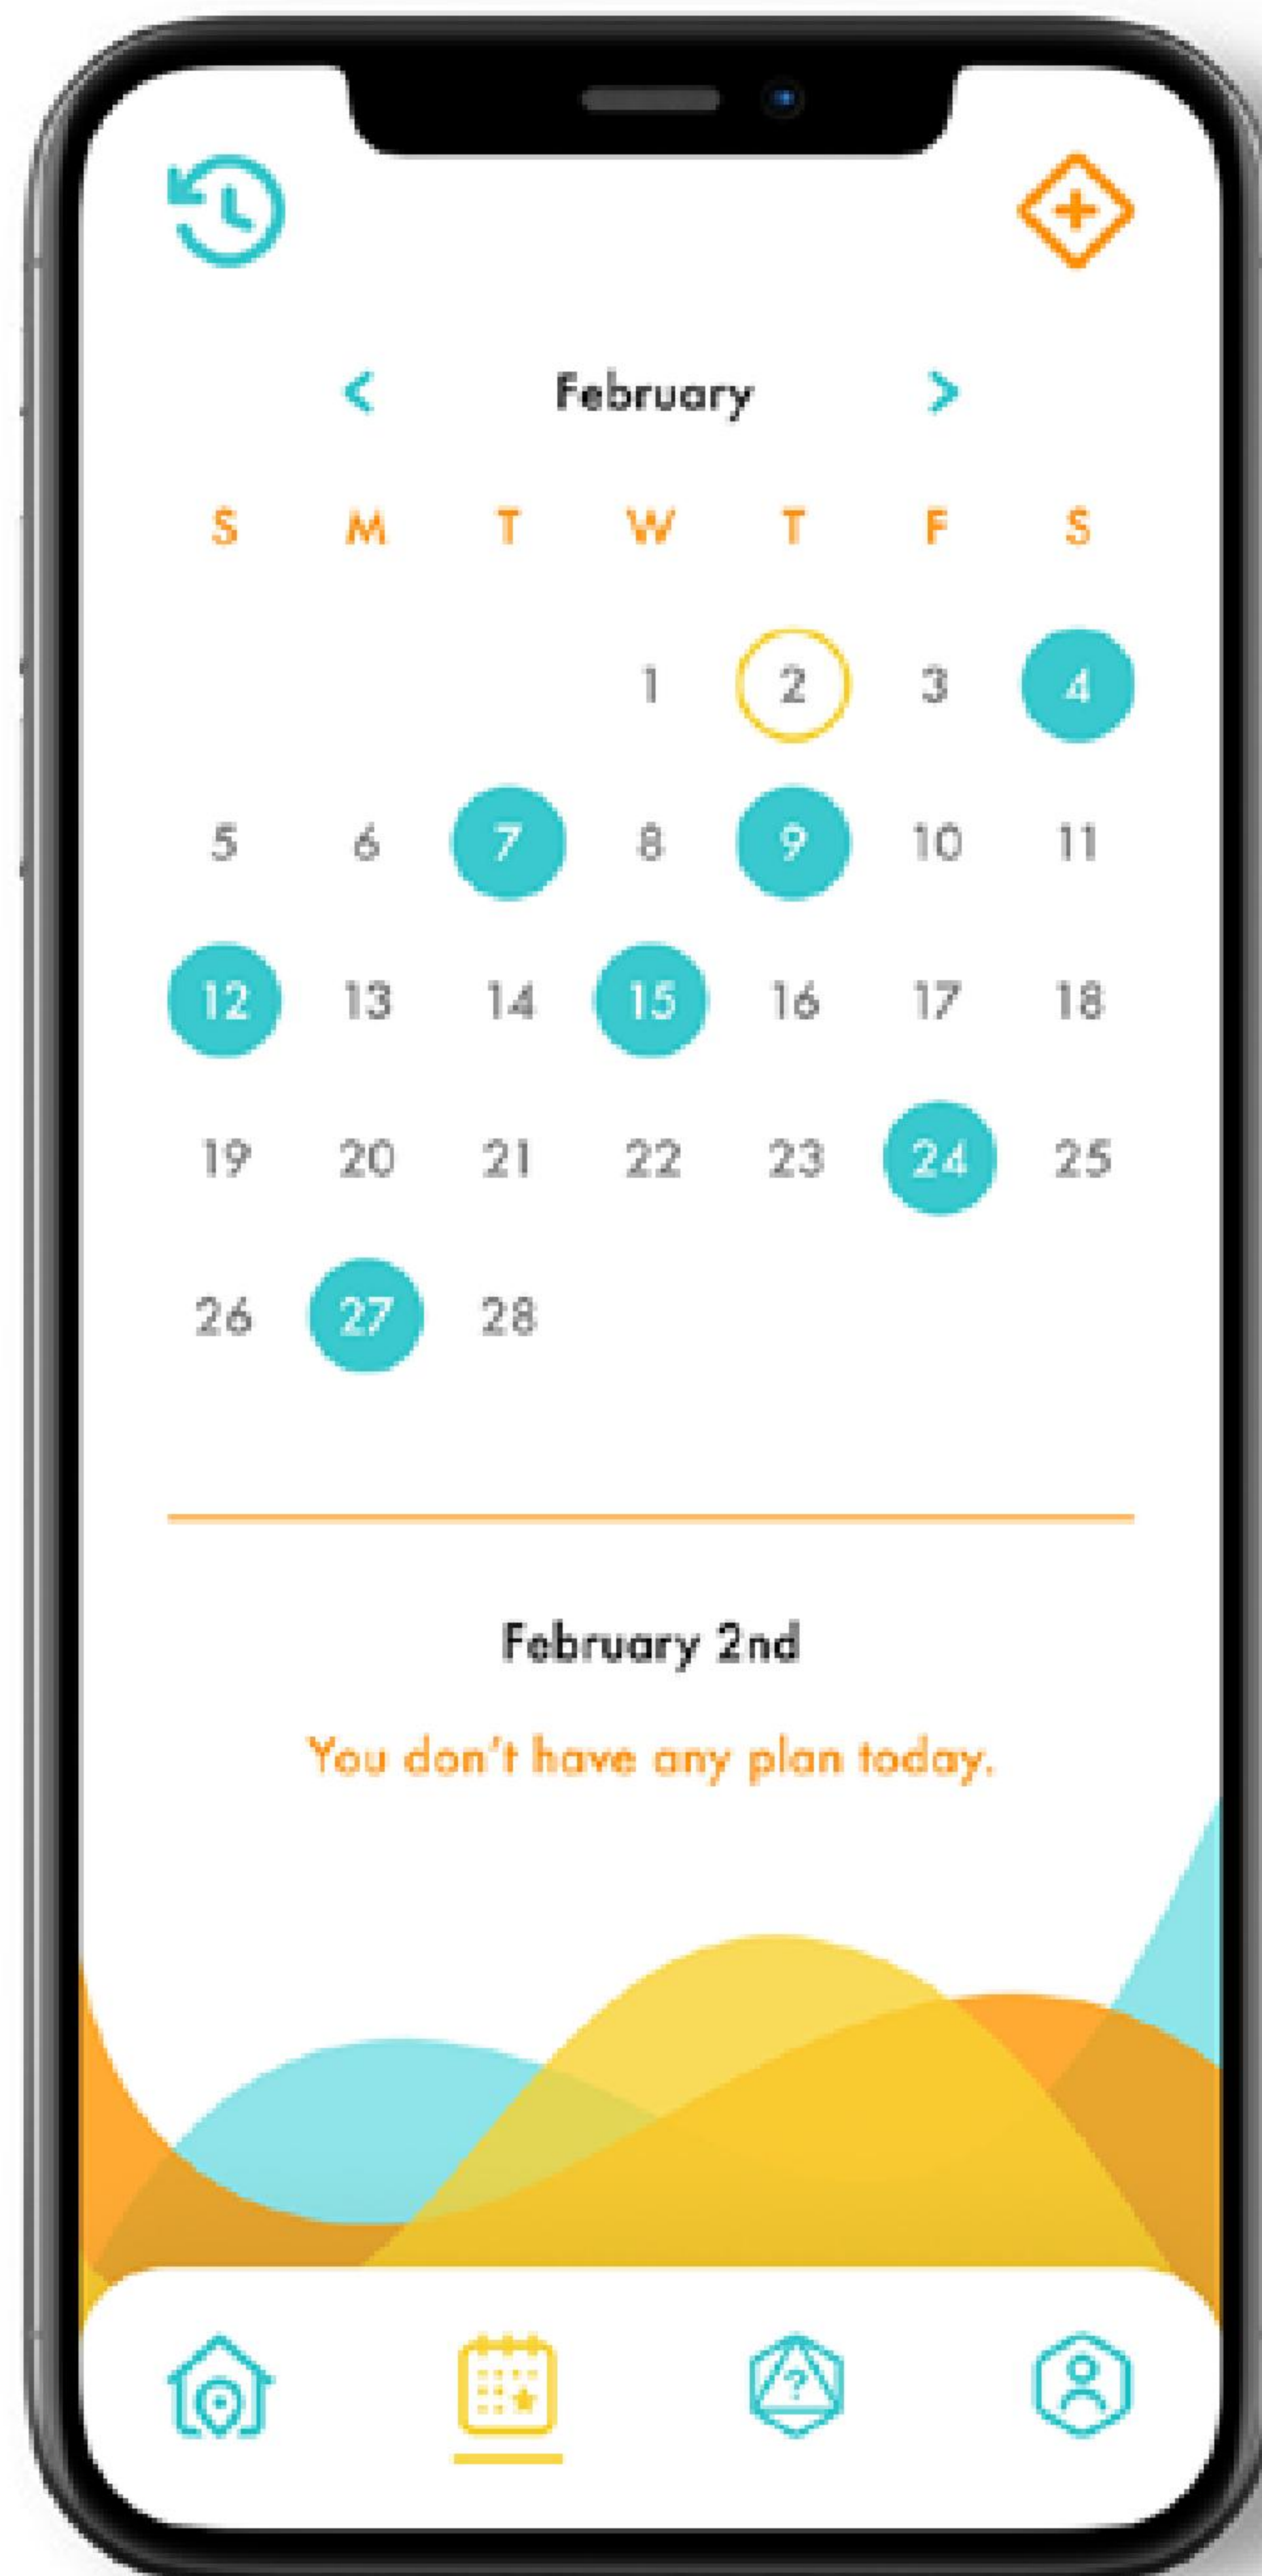 February
S M T W T F S
1 2 3 4
5 6 7 8 9 10 11
12 13 14 15 16 17 18
19 20 21 22 23 24 25
26 27 28
February 2nd
You don't have any plan today.
?